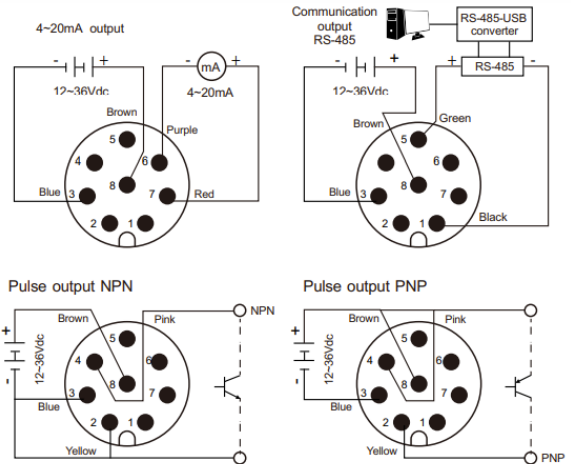 4~20mA output
- +
12~36Vdc
- mA +
4~20mA
Brown
Purple
5
4
6
8
Blue
3
7
Red
2
1
Communication
output
RS-485
RS-485-USB
converter
- +
12~36Vdc
+ RS-485 -
Brown
Green
5
4
6
8
Blue
3
7
2
1
Black
Pulse output NPN
+
12~36Vdc
-
Brown
Pink
NPN
5
4
6
8
3
7
Blue
2
1
Yellow
Pulse output PNP
+
12~36Vdc
-
Brown
Pink
5
4
6
8
3
7
Blue
2
1
Yellow
PNP